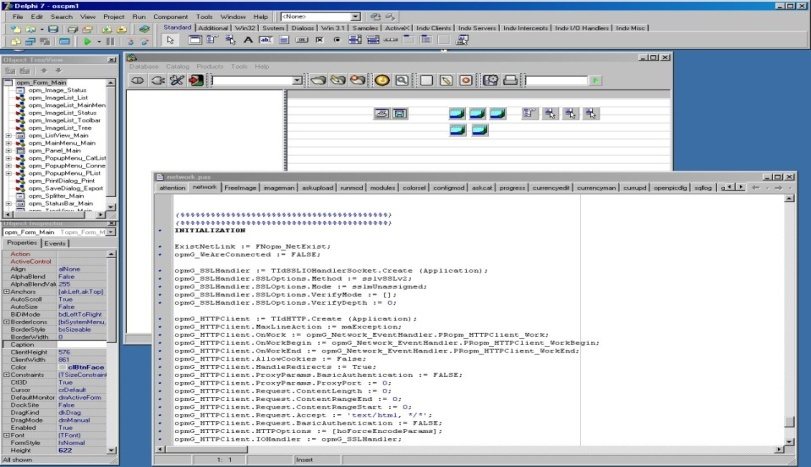 Delphi 7 - oscpm1
File Edit Search View Project Run Component Tools Window Help <None>
Standard Additional Win32 System Dialogs Win 3.1 Samples ActiveX Indy Clients Indy Servers Indy Intercepts Indy I/O Handlers Indy Misc
Object TreeView
opm_Form_Main
opm_Image_Status
opm_ImageList_List
opm_ImageList_MainMen
opm_ImageList_Status
opm_ImageList_Toolbar
opm_ImageList_Tree
opm_ListView_Main
opm_MainMenu_Main
opm_Panel_Main
opm_PopupMenu_CatList
opm_PopupMenu_Conne
opm_PopupMenu_PList
opm_PrintDialog_Print
opm_SaveDialog_Export
opm_Splitter_Main
opm_StatusBar_Main
Object Inspector
opm_Form_Main Topm_Form_M
Properties Events
Action
ActiveControl
Align alNone
AlphaBlend False
AlphaBlendVal 255
Anchors [akLeft,akTop]
AutoScroll True
AutoSize False
BiDiMode bdLeftToRight
BorderIcons [biSystemMenu,
BorderStyle bsSizeable
BorderWidth 0
Caption
ClientHeight 576
ClientWidth 861
Color clBtnFace
Constraints (TSizeConstraint
Ctl3D True
Cursor crDefault
DefaultMonitor dmActiveForm
DockSite False
DragKind dkDrag
DragMode dmManual
Enabled True
Font (TFont)
FormStyle fsNormal
Height 622
All shown
Database Catalog Products Tools Help
network.pas
attention network FreeImage imageman askupload runmod modules colorsel configmod askcat progress currencyedit currencyman currupd openpicdlg sqllog
{%%%%%%%%%%%%%%%%%%%%%%%%%%%%%%%%%%%%%%%}
{%%%%%%%%%%%%%%%%%%%%%%%%%%%%%%%%%%%%%%%}
INITIALIZATION
ExistNetLink := FNopm_NetExist;
opmG_WeAreConnected := FALSE;
opmG_SSLHandler := TIdSSLIOHandlerSocket.Create (Application);
opmG_SSLHandler.SSLOptions.Method := sslvSSLv2;
opmG_SSLHandler.SSLOptions.Mode := sslmUnassigned;
opmG_SSLHandler.SSLOptions.VerifyMode := [];
opmG_SSLHandler.SSLOptions.VerifyDepth := 0;
opmG_HTTPClient := TIdHTTP.Create (Application);
opmG_HTTPClient.MaxLineAction := maException;
opmG_HTTPClient.OnWork := opmG_Network_EventHandler.PRopm_HTTPClient_Work;
opmG_HTTPClient.OnWorkBegin := opmG_Network_EventHandler.PRopm_HTTPClient_WorkBegin;
opmG_HTTPClient.OnWorkEnd := opmG_Network_EventHandler.PRopm_HTTPClient_WorkEnd;
opmG_HTTPClient.AllowCookies := False;
opmG_HTTPClient.HandleRedirects := True;
opmG_HTTPClient.ProxyParams.BasicAuthentication := FALSE;
opmG_HTTPClient.ProxyParams.ProxyPort := 0;
opmG_HTTPClient.Request.ContentLength := 0;
opmG_HTTPClient.Request.ContentRangeEnd := 0;
opmG_HTTPClient.Request.ContentRangeStart := 0;
opmG_HTTPClient.Request.Accept := 'text/html, */*';
opmG_HTTPClient.Request.BasicAuthentication := FALSE;
opmG_HTTPClient.HTTPOptions := [hoForceEncodeParams];
opmG_HTTPClient.IOHandler := opmG_SSLHandler;
1: 1 Insert